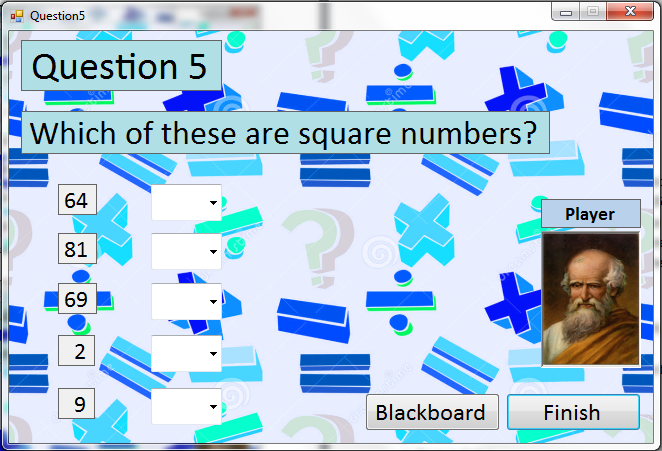 Question5
Question 5
Which of these are square numbers?
64
81
69
2
9
Player
Blackboard
Finish